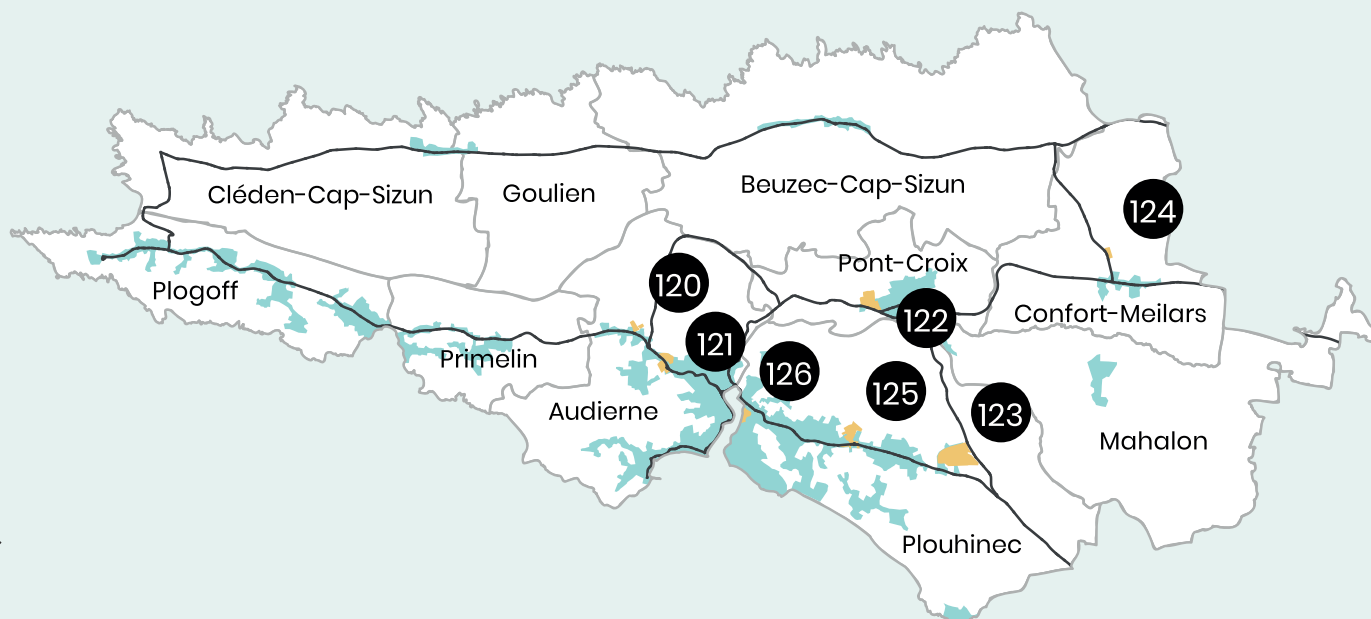 Cléden-Cap-Sizun
Goulien
Beuzec-Cap-Sizun
124
Pont-Croix
Plogoff
120
Confort-Meilars
122
121
Primelin
126
125
123
Audierne
Mahalon
Plouhinec